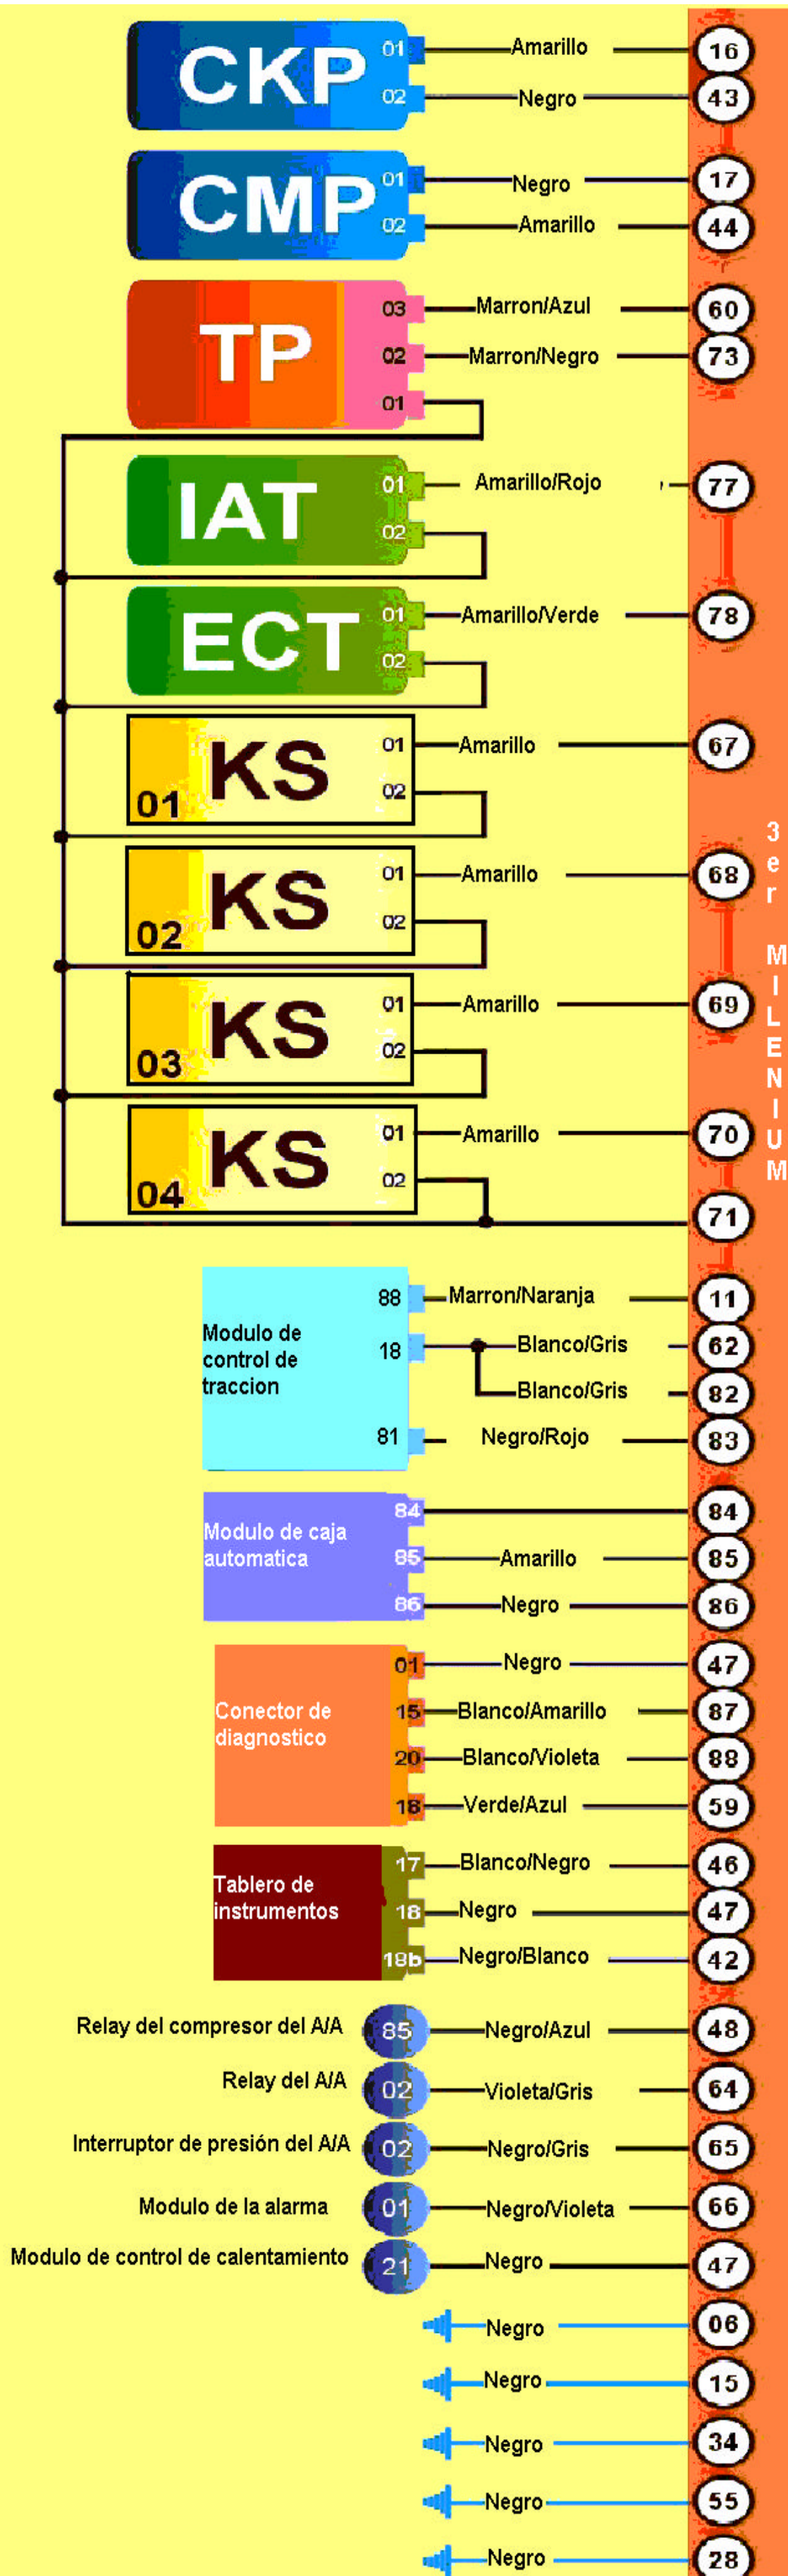 CKP 01 Amarillo 16
02 Negro 43
CMP 01 Negro 17
02 Amarillo 44
TP 03 Marron/Azul 60
02 Marron/Negro 73
01
IAT 01 Amarillo/Rojo 77
02
ECT 01 Amarillo/Verde 78
02
KS 01 Amarillo 67
01 02
KS 01 Amarillo 68
02 02
KS 01 Amarillo 69
03 02
KS 01 Amarillo 70
04 02
71
3er MILENIUM
88 Marron/Naranja 11
Modulo de
control de
traccion
18 Blanco/Gris 62
Blanco/Gris 82
81 Negro/Rojo 83
84 84
Modulo de caja
automatica
85 Amarillo 85
86 Negro 86
01 Negro 47
Conector de
diagnostico
15 Blanco/Amarillo 87
20 Blanco/Violeta 88
18 Verde/Azul 59
17 Blanco/Negro 46
Tablero de
instrumentos
18 Negro 47
18b Negro/Blanco 42
Relay del compresor del A/A 85 Negro/Azul 48
Relay del A/A 02 Violeta/Gris 64
Interruptor de presión del A/A 02 Negro/Gris 65
Modulo de la alarma 01 Negro/Violeta 66
Modulo de control de calentamiento 21 Negro 47
Negro 06
Negro 15
Negro 34
Negro 55
Negro 28